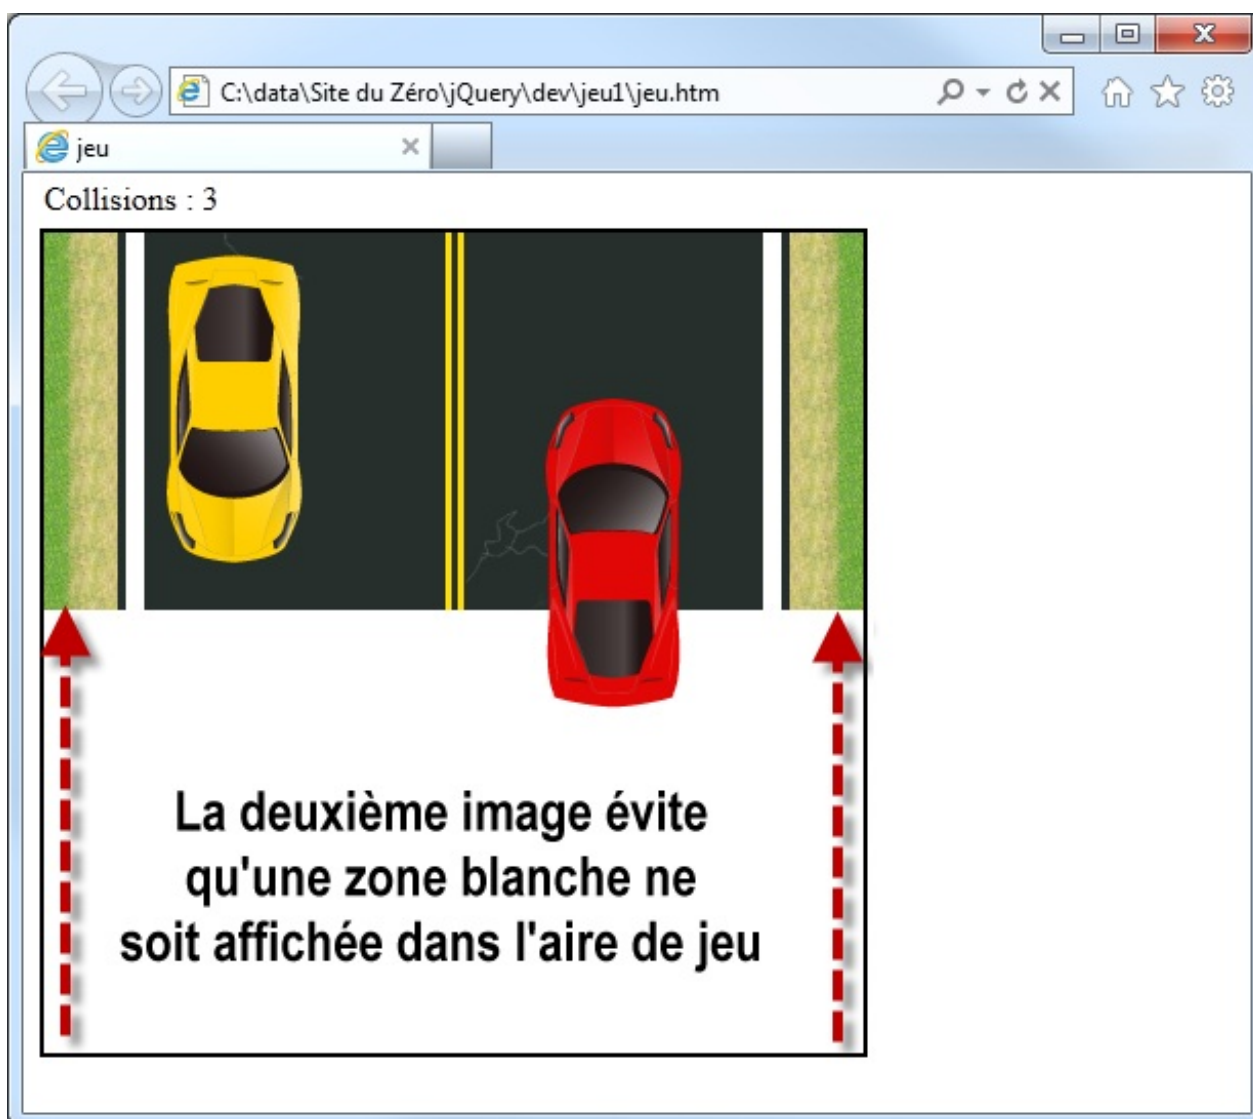 C:\data\Site du Zéro\jQuery\dev\jeu1\jeu.htm
jeu
Collisions : 3
La deuxième image évite
qu'une zone blanche ne
soit affichée dans l'aire de jeu